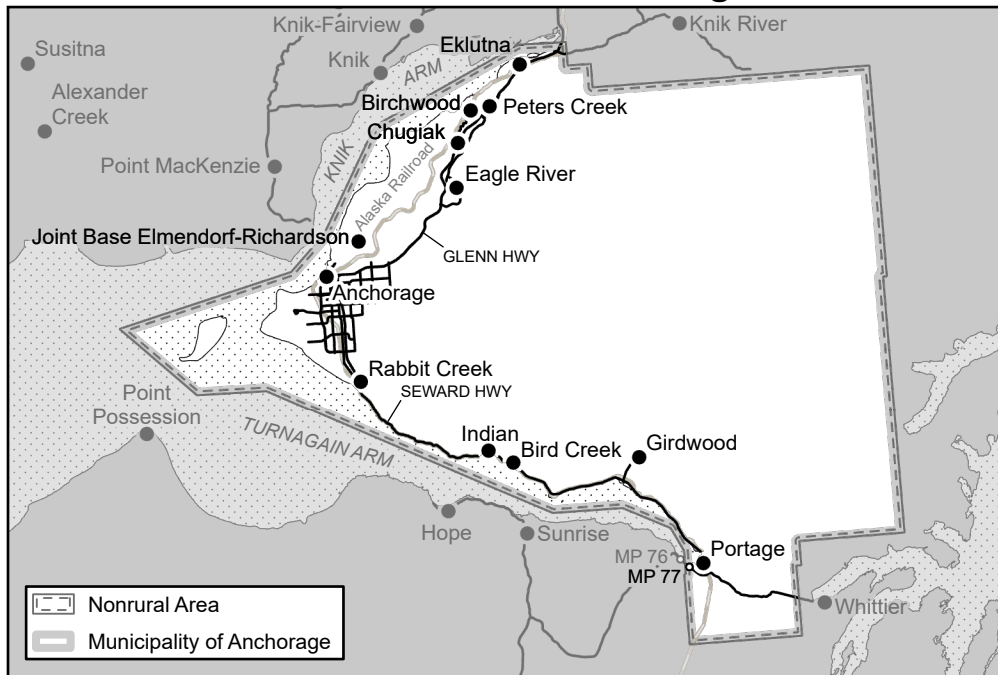 Knik-Fairview
Knik River
Susitna
Eklutna
Knik
ARM
Alexander
Creek
Birchwood
Peters Creek
Chugiak
KNIK
Point MacKenzie
Alaska Railroad
Eagle River
Joint Base Elmendorf-Richardson
GLENN HWY
Anchorage
Rabbit Creek
SEWARD HWY
Point
Possession
TURNAGAIN ARM
Indian
Bird Creek
Girdwood
Hope
Sunrise
Portage
MP 76
MP 77
Whittier
Nonrural Area
Municipality of Anchorage